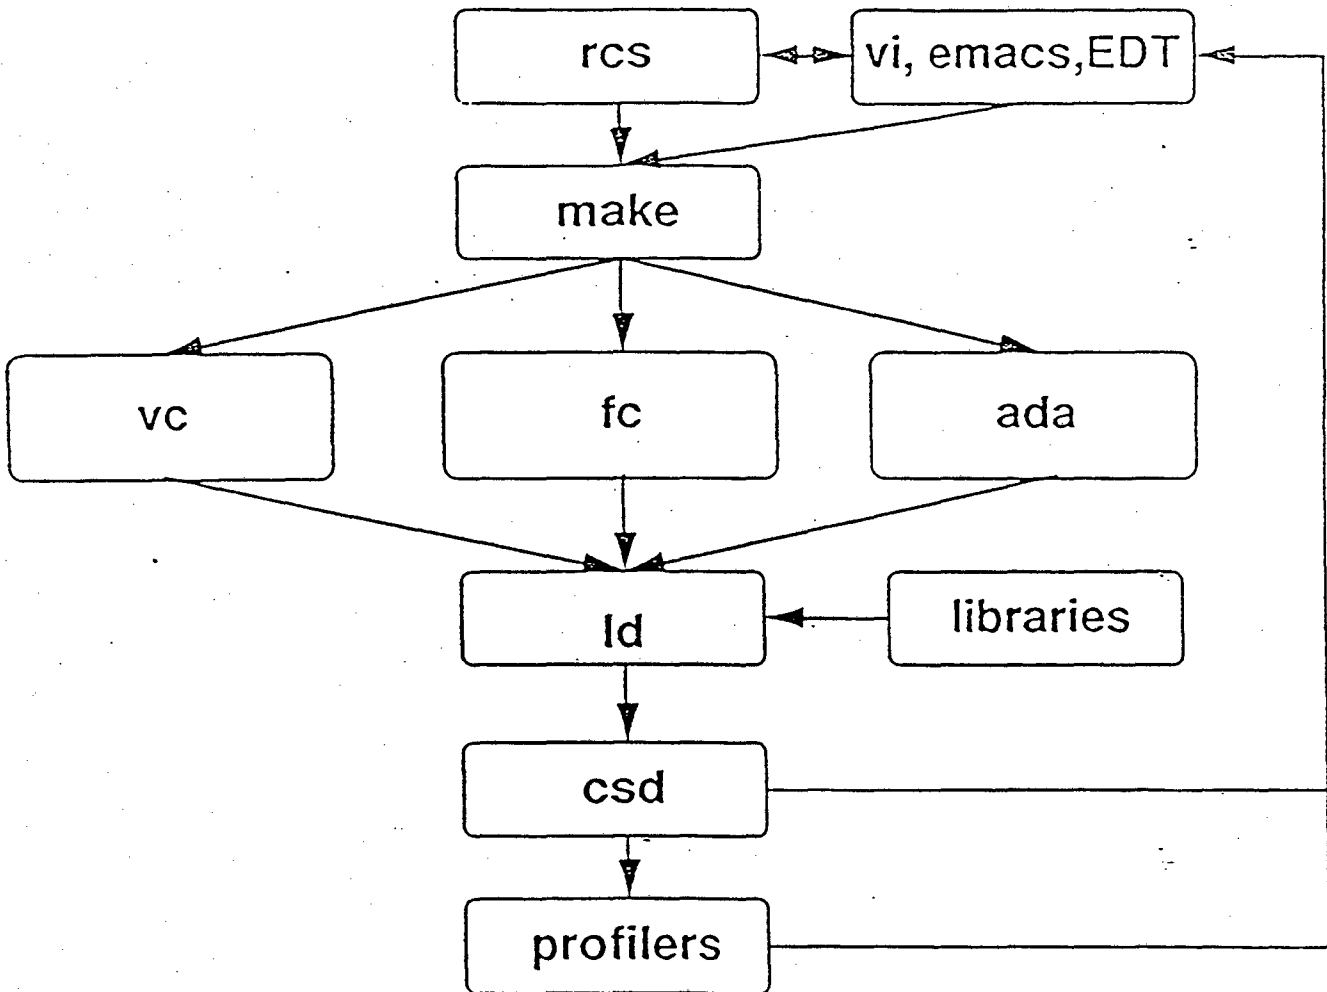 rcs
vi, emacs,EDT
make
vc
fc
ada
ld
libraries
csd
profilers